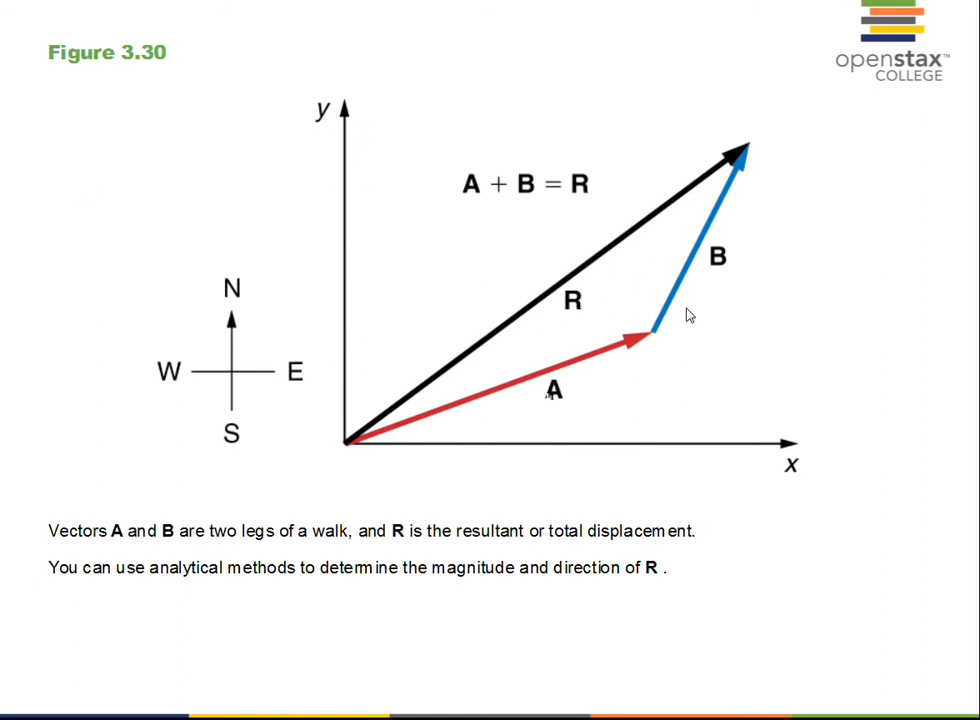 Figure 3.30
openstax™
COLLEGE
y
A + B = R
B
N
R
W
E
A
S
x
Vectors A and B are two legs of a walk, and R is the resultant or total displacement.
You can use analytical methods to determine the magnitude and direction of R .